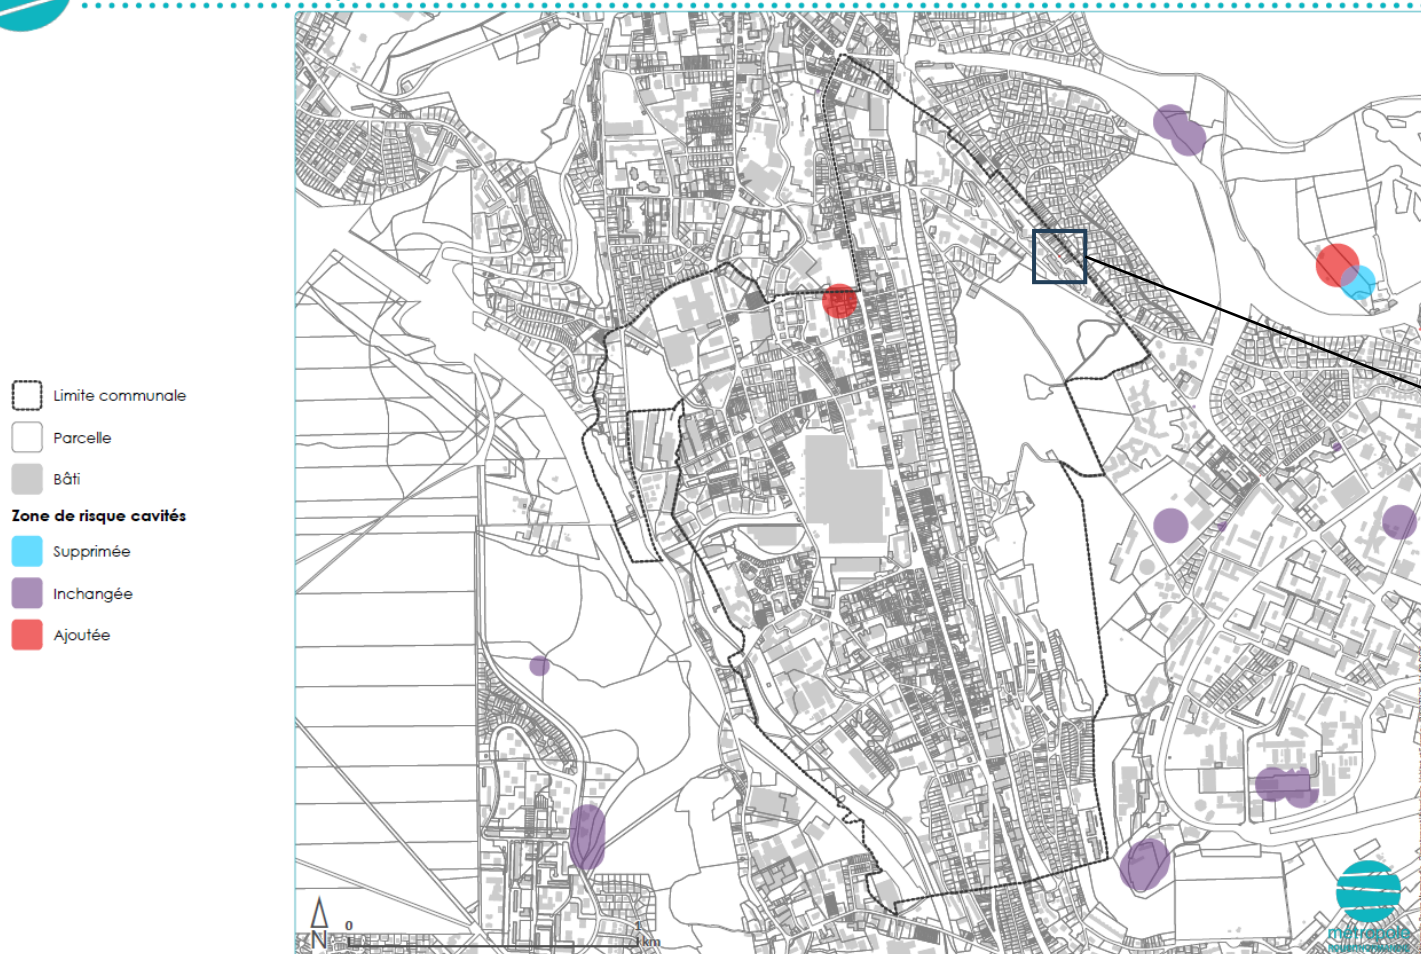 Limite communale
Parcelle
Bâti
Zone de risque cavités
Supprimée
Inchangée
Ajoutée
N
0
1
km
métropole